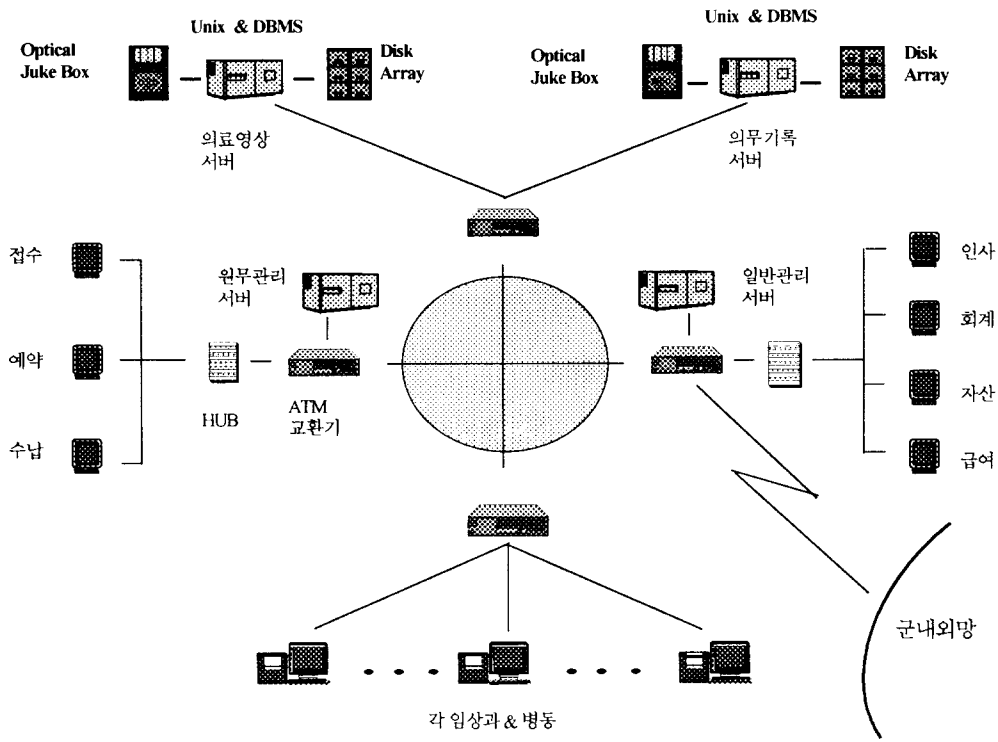 Unix & DBMS
Optical
Juke Box
Disk
Array
의료영상
서버
Unix & DBMS
Optical
Juke Box
Disk
Array
의무기록
서버
접수
예약
수납
원무관리
서버
HUB
ATM
교환기
일반관리
서버
인사
회계
자산
급여
군내외망
각 임상과 & 병동